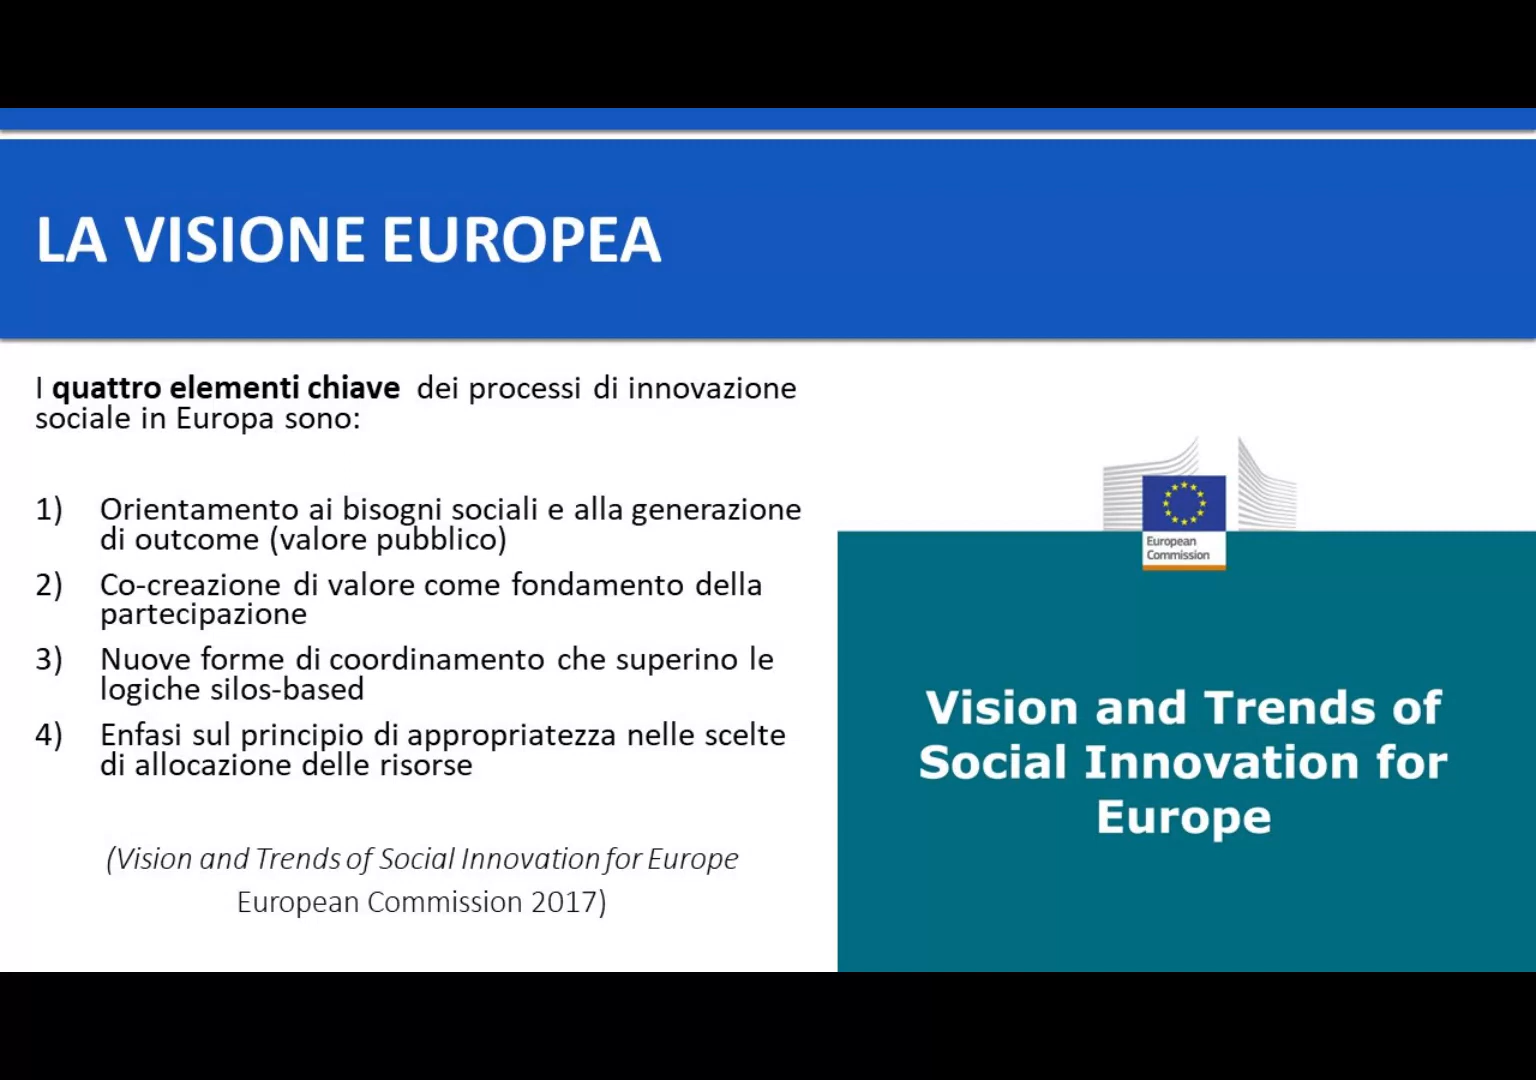 LA VISIONE EUROPEA
I quattro elementi chiave dei processi di innovazione
sociale in Europa sono:
1) Orientamento ai bisogni sociali e alla generazione
di outcome (valore pubblico)
2) Co-creazione di valore come fondamento della
partecipazione
3) Nuove forme di coordinamento che superino le
logiche silos-based
4) Enfasi sul principio di appropriatezza nelle scelte
di allocazione delle risorse
(Vision and Trends of Social Innovation for Europe
European Commission 2017)
European
Commission
Vision and Trends of
Social Innovation for
Europe